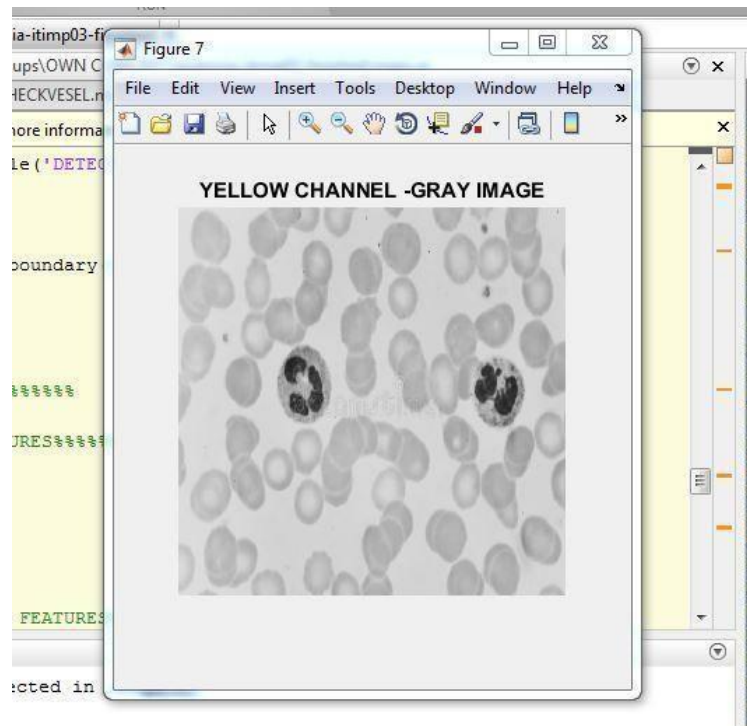 ia-itimp03-fi
Figure 7
ups\OWN C
HECKVESEL.m
File Edit View Insert Tools Desktop Window Help
more informa
le('DETEC
YELLOW CHANNEL -GRAY IMAGE
boundary
%%%%%%
URES%%%%%
FEATURES
ected in